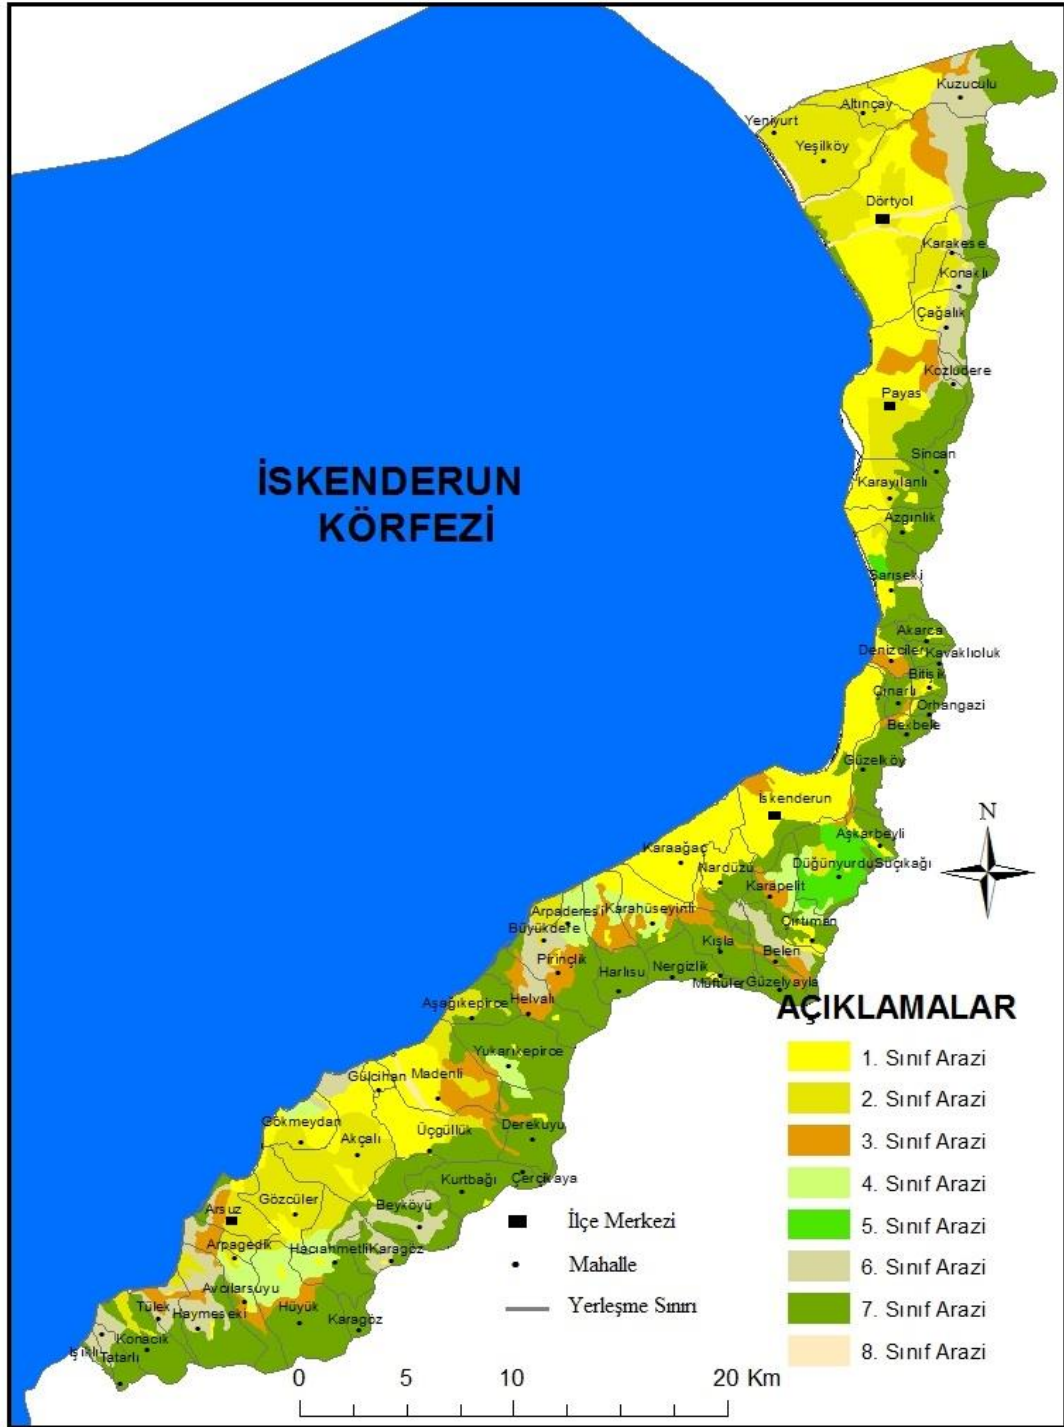 Kuzuculu
Altınçay
Yeniyurt
Yeşilköy
Dörtyol
Karakese
Konaklı
Çağalık
Kozludere
Payas
Sincan
İSKENDERUN
KÖRFEZİ
Karayılanlı
Azgınlık
Sarıseki
Akarca
Denizciler
Kavaklıoluk
Bitişik
Çınarlı
Orhangazi
Bekbele
Güzelköy
İskenderun
N
Aşkarbeyli
Karaağaç
Nardüzü
Düğünyurdu
Suçıkağı
Karapelit
Arpaderesi
Karahüseyinli
Büyükdere
Çırtıman
Kışla
Belen
Pirinçlik
Harlısu
Nergizlik
Müftüler
Güzelyayla
Aşağıkepirce
Helvalı
AÇIKLAMALAR
1. Sınıf Arazi
2. Sınıf Arazi
3. Sınıf Arazi
4. Sınıf Arazi
5. Sınıf Arazi
6. Sınıf Arazi
7. Sınıf Arazi
8. Sınıf Arazi
Yukarıkepirce
Gülcihan
Madenli
Gökmeydan
Akçalı
Üçgüllük
Derekuyu
Çerçikaya
Kurtbağı
Gözcüler
Beyköyü
Arsuz
İlçe Merkezi
Mahalle
Yerleşme Sınırı
Arpagedik
Hacıahmetli
Karagöz
Avcılarsuyu
Tülek
Haymeseki
Hüyük
Karagöz
Konacık
Işıklı
Tatarlı
0 5 10 20 Km